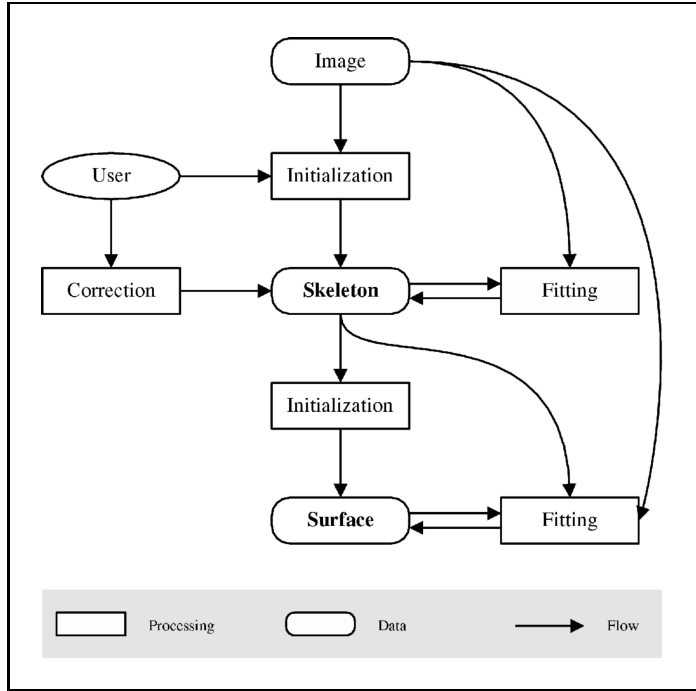 Image
User
Initialization
Correction
Skeleton
Fitting
Initialization
Surface
Fitting
Processing
Data
Flow